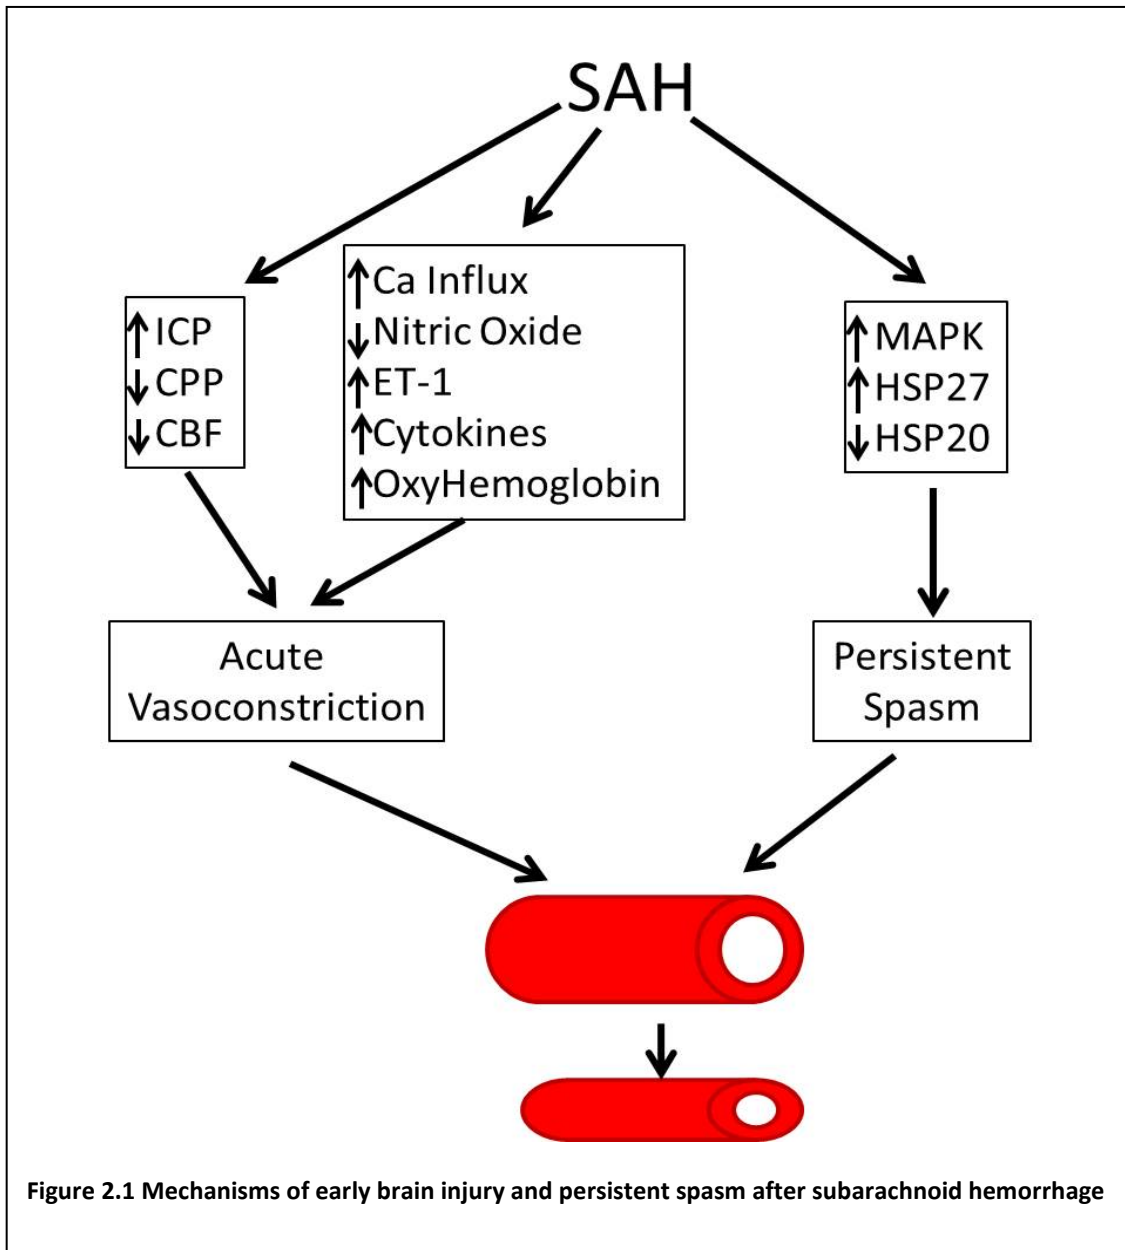 SAH
↑ICP
↓CPP
↓CBF
↑Ca Influx
↓Nitric Oxide
↑ET-1
↑Cytokines
↑OxyHemoglobin
↑MAPK
↑HSP27
↓HSP20
Acute
Vasoconstriction
Persistent
Spasm
Figure 2.1 Mechanisms of early brain injury and persistent spasm after subarachnoid hemorrhage